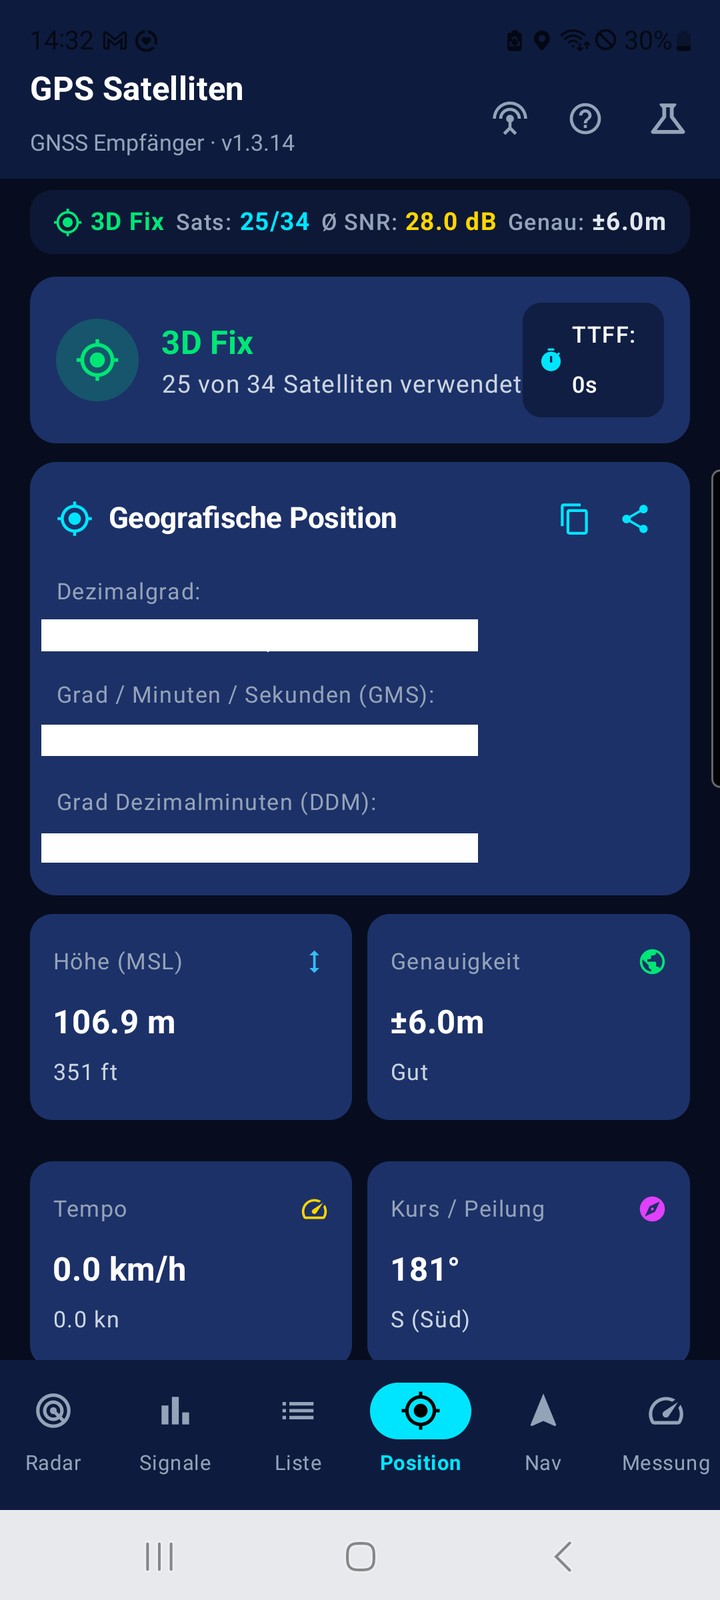 14:32 30%
GPS Satelliten
GNSS Empfänger · v1.3.14
3D Fix Sats: 25/34 Ø SNR: 28.0 dB Genau: ±6.0m
3D Fix
25 von 34 Satelliten verwendet
TTFF:
0s
Geografische Position
Dezimalgrad:
Grad / Minuten / Sekunden (GMS):
Grad Dezimalminuten (DDM):
Höhe (MSL)
106.9 m
351 ft
Genauigkeit
±6.0m
Gut
Tempo
0.0 km/h
0.0 kn
Kurs / Peilung
181°
S (Süd)
Radar Signale Liste Position Nav Messung